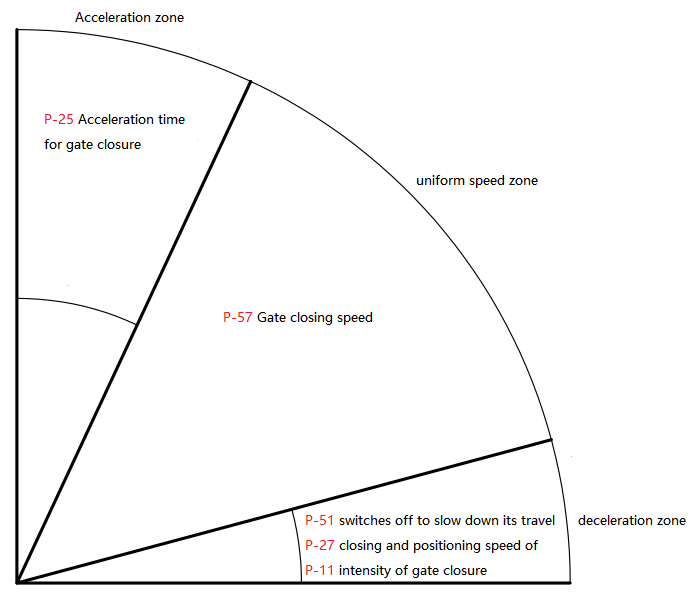 Acceleration zone
P-25 Acceleration time
for gate closure
uniform speed zone
P-57 Gate closing speed
P-51 switches off to slow down its travel
deceleration zone
P-27 closing and positioning speed of
P-11 intensity of gate closure